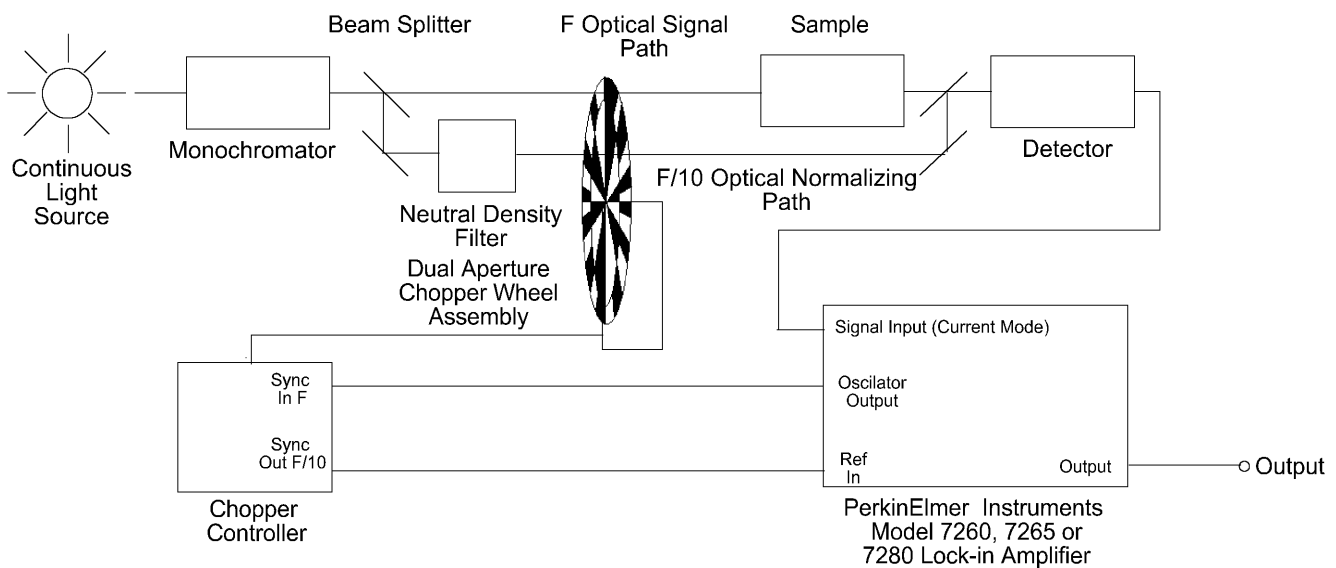 Beam Splitter
F Optical Signal
Path
Sample
Continuous
Light
Source
Monochromator
Detector
F/10 Optical Normalizing
Path
Neutral Density
Filter
Dual Aperture
Chopper Wheel
Assembly
Signal Input (Current Mode)
Sync
In F
Oscilator
Output
Sync
Out F/10
Ref
In
Output
Output
Chopper
Controller
PerkinElmer Instruments
Model 7260, 7265 or
7280 Lock-in Amplifier